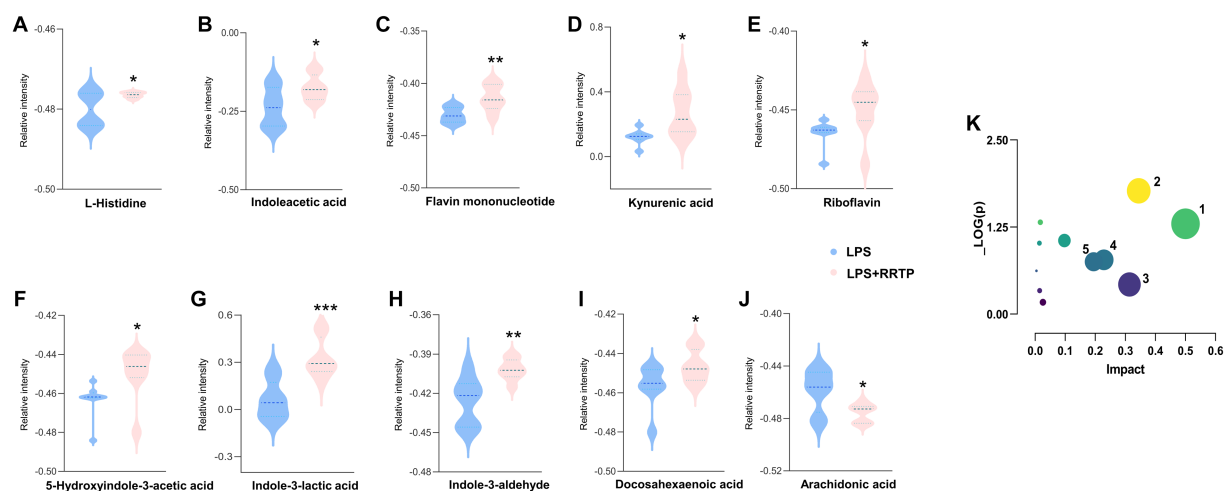 A
-0.46
-0.48
-0.50
Relative intensity
*
L-Histidine
B
0.00
-0.25
-0.50
Relative intensity
*
Indoleacetic acid
C
-0.35
-0.40
-0.45
-0.50
Relative intensity
**
Flavin mononucleotide
D
0.8
0.4
0.0
Relative intensity
*
Kynurenic acid
E
-0.40
-0.45
-0.50
Relative intensity
*
Riboflavin
LPS
LPS+RRTP
F
-0.42
-0.44
-0.46
-0.48
-0.50
Relative intensity
*
5-Hydroxyindole-3-acetic acid
G
0.6
0.3
0.0
-0.3
Relative intensity
***
Indole-3-lactic acid
H
-0.36
-0.39
-0.42
-0.45
-0.48
Relative intensity
**
Indole-3-aldehyde
I
-0.42
-0.44
-0.46
-0.48
-0.50
Relative intensity
*
Docosahexaenoic acid
J
-0.40
-0.44
-0.48
-0.52
Relative intensity
*
Arachidonic acid
K
2.50
1.25
0.00
_LOG(p)
2
1
5
4
3
0.0 0.1 0.2 0.3 0.4 0.5 0.6
Impact